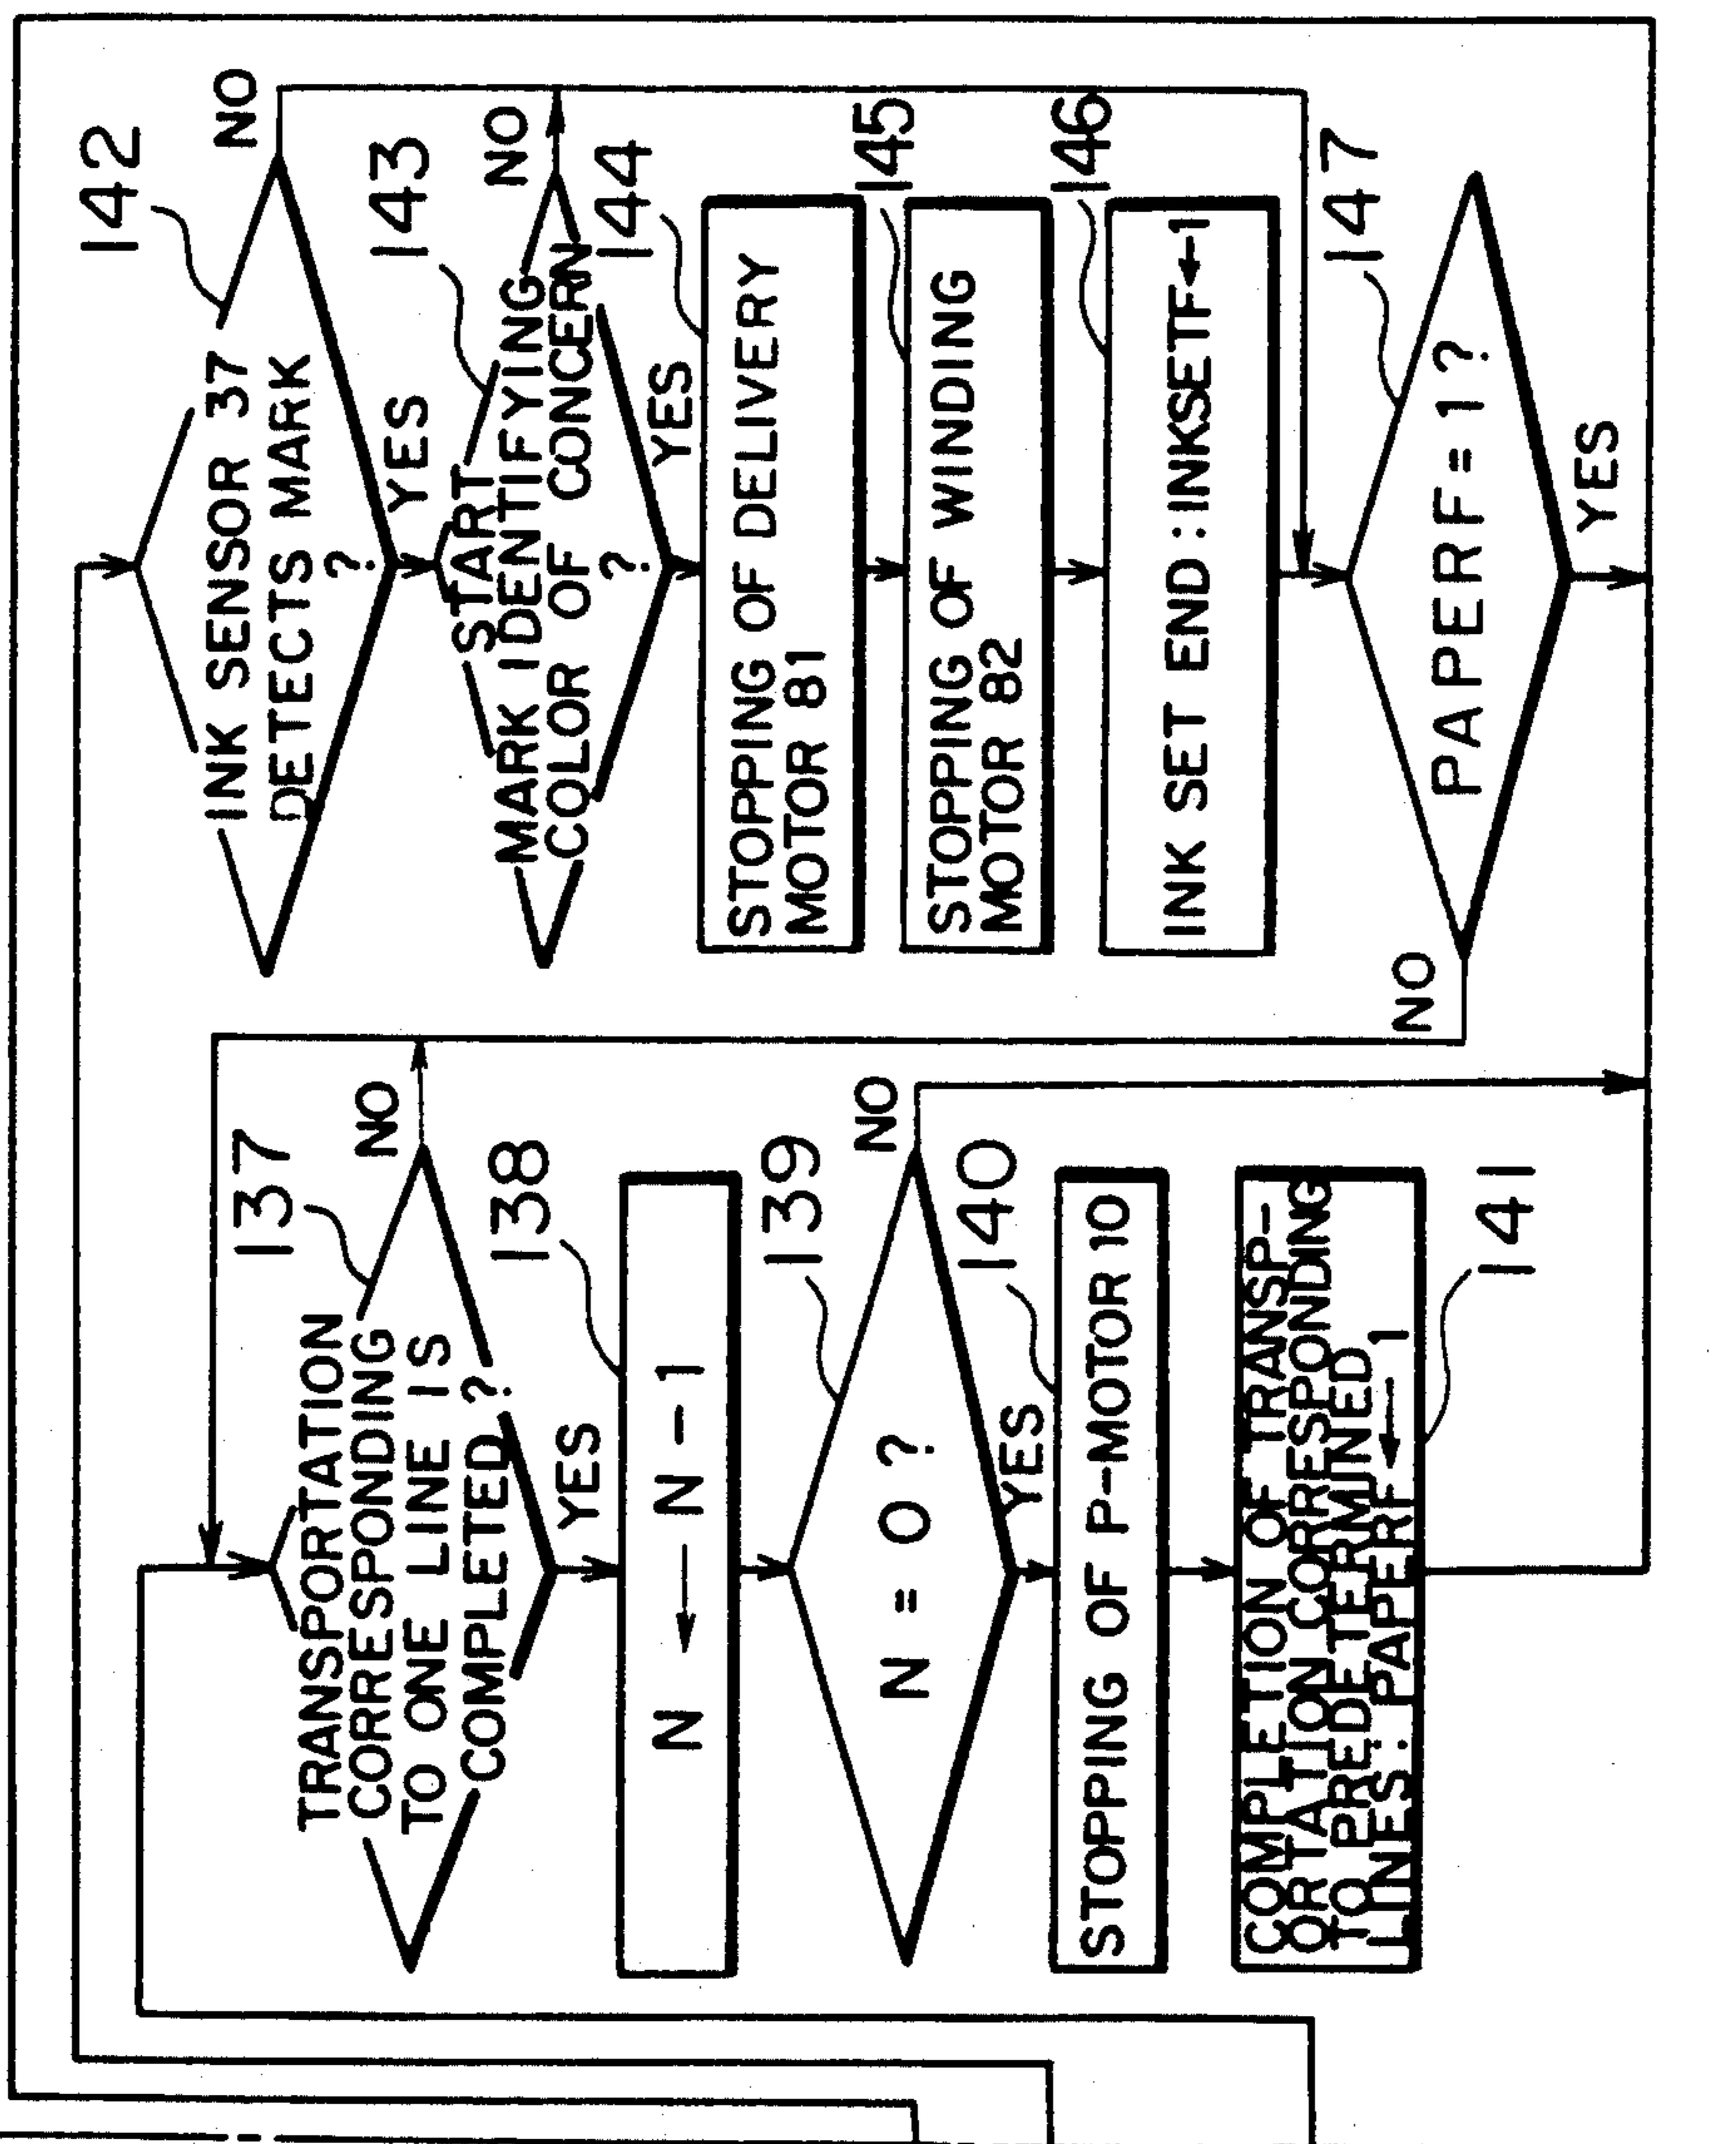 137
TRANSPORTATION
CORRESPONDING
TO ONE LINE IS
COMPLETED ?
NO
YES
138
N ← N - 1
139
N = 0 ?
NO
YES
140
STOPPING OF P-MOTOR 10
COMPLETION OF TRANSP-
ORTATION CORRESPONDING
TO PREDETERMINED
LINES: PAPERF ← 1
141
142
INK SENSOR 37
DETECTS MARK
?
NO
YES
143
START
MARK IDENTIFYING
COLOR OF CONCERN
?
NO
YES
144
STOPPING OF DELIVERY
MOTOR 81
145
STOPPING OF WINDING
MOTOR 82
146
INK SET END:INKSETF←1
147
PAPERF=1?
NO
YES